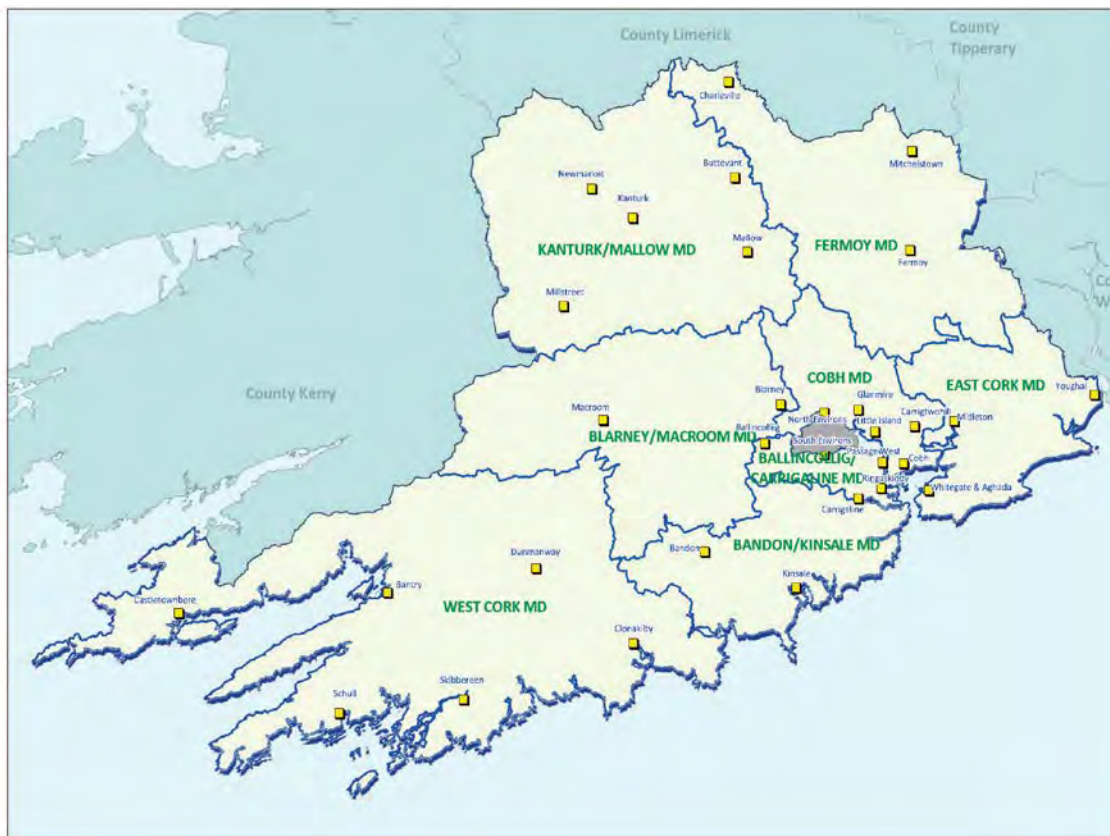 County Limerick
County
Tipperary
Charleville
Mitchelstown
Buttevant
Newmarket
Kanturk
Mallow
KANTURK/MALLOW MD
FERMOY MD
Fermoy
Millstreet
Co
W
COBH MD
EAST CORK MD
Youghal
Blarney
Glanmire
County Kerry
Macroom
North Environs
Little Island
Carrigtwohill
Middleton
Ballincollig
BLARNEY/MACROOM MD
South Environs
Passage West
Cobh
BALLINCOLLIG/
CARRIGALINE MD
Ringaskiddy
Whitegate & Aghada
Carrigaline
BANDON/KINSALE MD
Bandon
Dunmanway
Kinsale
Bantry
Castletownbere
WEST CORK MD
Clonakilty
Skibbereen
Schull